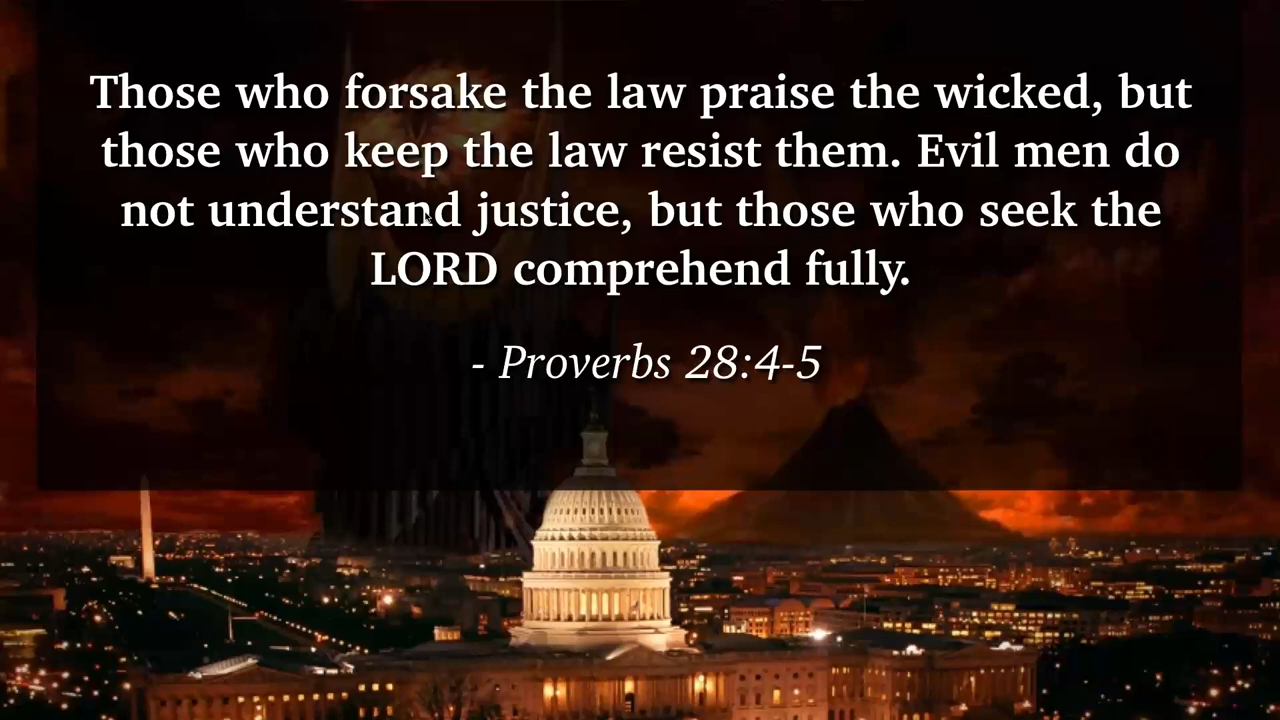 Those who forsake the law praise the wicked, but
those who keep the law resist them. Evil men do
not understand justice, but those who seek the
LORD comprehend fully.
- Proverbs 28:4-5